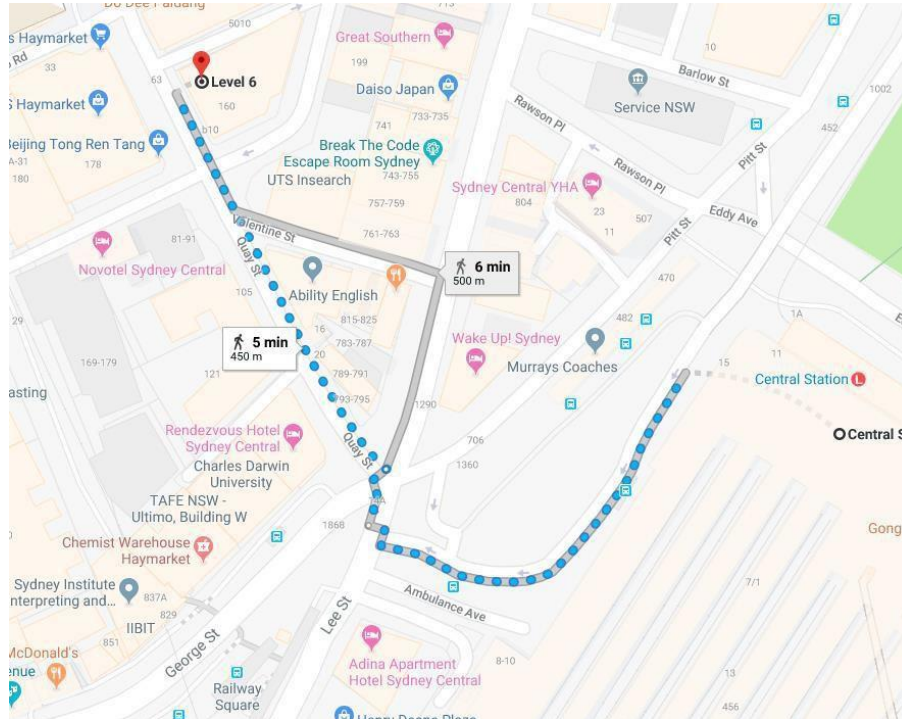 Do Dee Paidang
713
5010
s Haymarket
Great Southern
10
Rd
33
63
199
Level 6
Barlow St
1002
160
Daiso Japan
733-735
Service NSW
S Haymarket
b10
741
Rawson Pl
452
Pitt St
Beijing Tong Ren Tang
Break The Code
Escape Room Sydney
743-755
A-31
178
180
UTS Insearch
Rawson Pl
Sydney Central YHA
757-759
804
23
507
Eddy Ave
11
Valentine St
761-763
Pitt St
81-91
Quay St
Novotel Sydney Central
6 min
500 m
470
105
Ability English
1A
29
815-825
482
16
783-787
Wake Up! Sydney
5 min
450 m
20
11
169-179
121
789-791
Murrays Coaches
15
Central Station
L
asting
793-795
1290
Rendezvous Hotel
Sydney Central
Quay St
706
Central S
Charles Darwin
University
1360
TAFE NSW -
Ultimo, Building W
1868
Gong
Chemist Warehouse
Haymarket
Sydney Institute
nterpreting and...
837A
829
Ambulance Ave
7/1
IIBIT
Lee St
851
George St
McDonald's
enue
Adina Apartment
Hotel Sydney Central
8-10
13
Railway
Square
456
Henry Deane Plaza